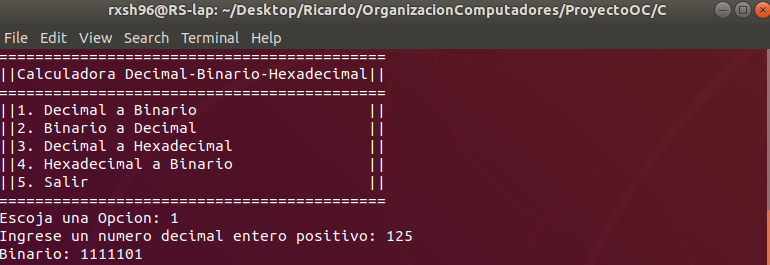 rxsh96@RS-lap: ~/Desktop/Ricardo/OrganizacionComputadores/ProyectoOC/C
File Edit View Search Terminal Help
===========================================
||Calculadora Decimal-Binario-Hexadecimal||
===========================================
||1. Decimal a Binario                   ||
||2. Binario a Decimal                   ||
||3. Decimal a Hexadecimal               ||
||4. Hexadecimal a Binario               ||
||5. Salir                               ||
===========================================
Escoja una Opcion: 1
Ingrese un numero decimal entero positivo: 125
Binario: 1111101